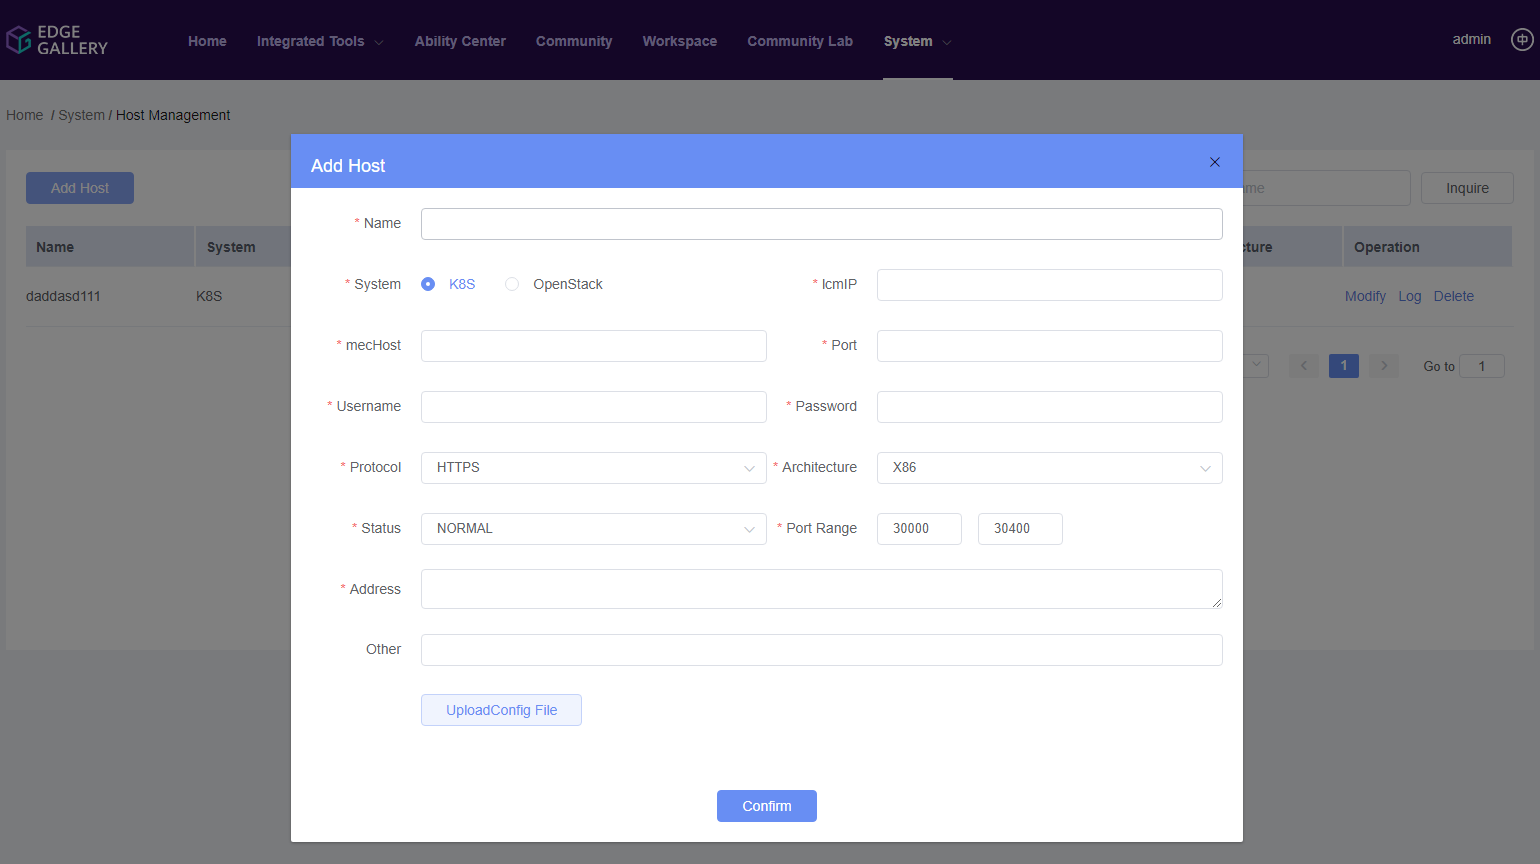 EDGE
GALLERY
Home Integrated Tools Ability Center Community Workspace Community Lab System admin 中
Home / System / Host Management
Add Host
Add Host
me
Inquire
Name System cture Operation
daddasd111 K8S Modify Log Delete
1 Go to 1
* Name
* System K8S OpenStack * lcmIP
* mecHost * Port
* Username * Password
* Protocol HTTPS * Architecture X86
* Status NORMAL * Port Range 30000 30400
* Address
Other
UploadConfig File
Confirm